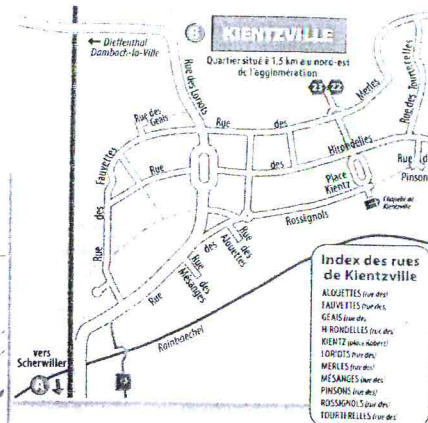 ← Dieffenthal
Dambach-la-Ville
B
KIENTZVILLE
Quartier situé à 1,5 km au nord-est
de l'agglomération
23 22
Rue des Loriots
Rue des Geais
Rue des Merles
Rue des Tourterelles
Rue des Fauvettes
Rue des Hirondelles
Place
Kientz
Rue d
Pinson
Chapelle de
Kientzville
Rue des Rossignols
Rue
des
Alouettes
Rue
des
Mésanges
Rainbaechel
vers
Scherwiller
A
Index des rues
de Kientzville
ALOUETTES (rue des)
FAUVETTES (rue des)
GEAIS (rue des
HIRONDELLES (rue des)
KIENTZ (place Robert)
LORIOTS (rue des)
MERLES (rue des)
MÉSANGES (rue des)
PINSONS (rue des)
ROSSIGNOLS (rue des)
TOURTERELLES (rue des)